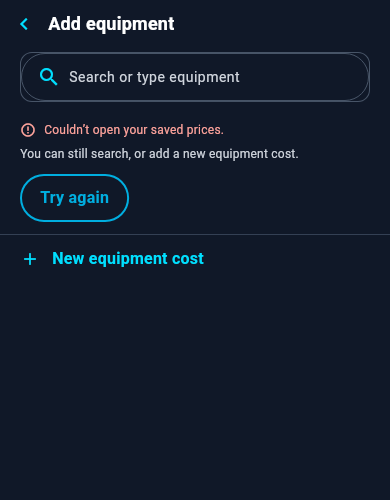 Add equipment
Search or type equipment
Couldn't open your saved prices.
You can still search, or add a new equipment cost.
Try again
New equipment cost